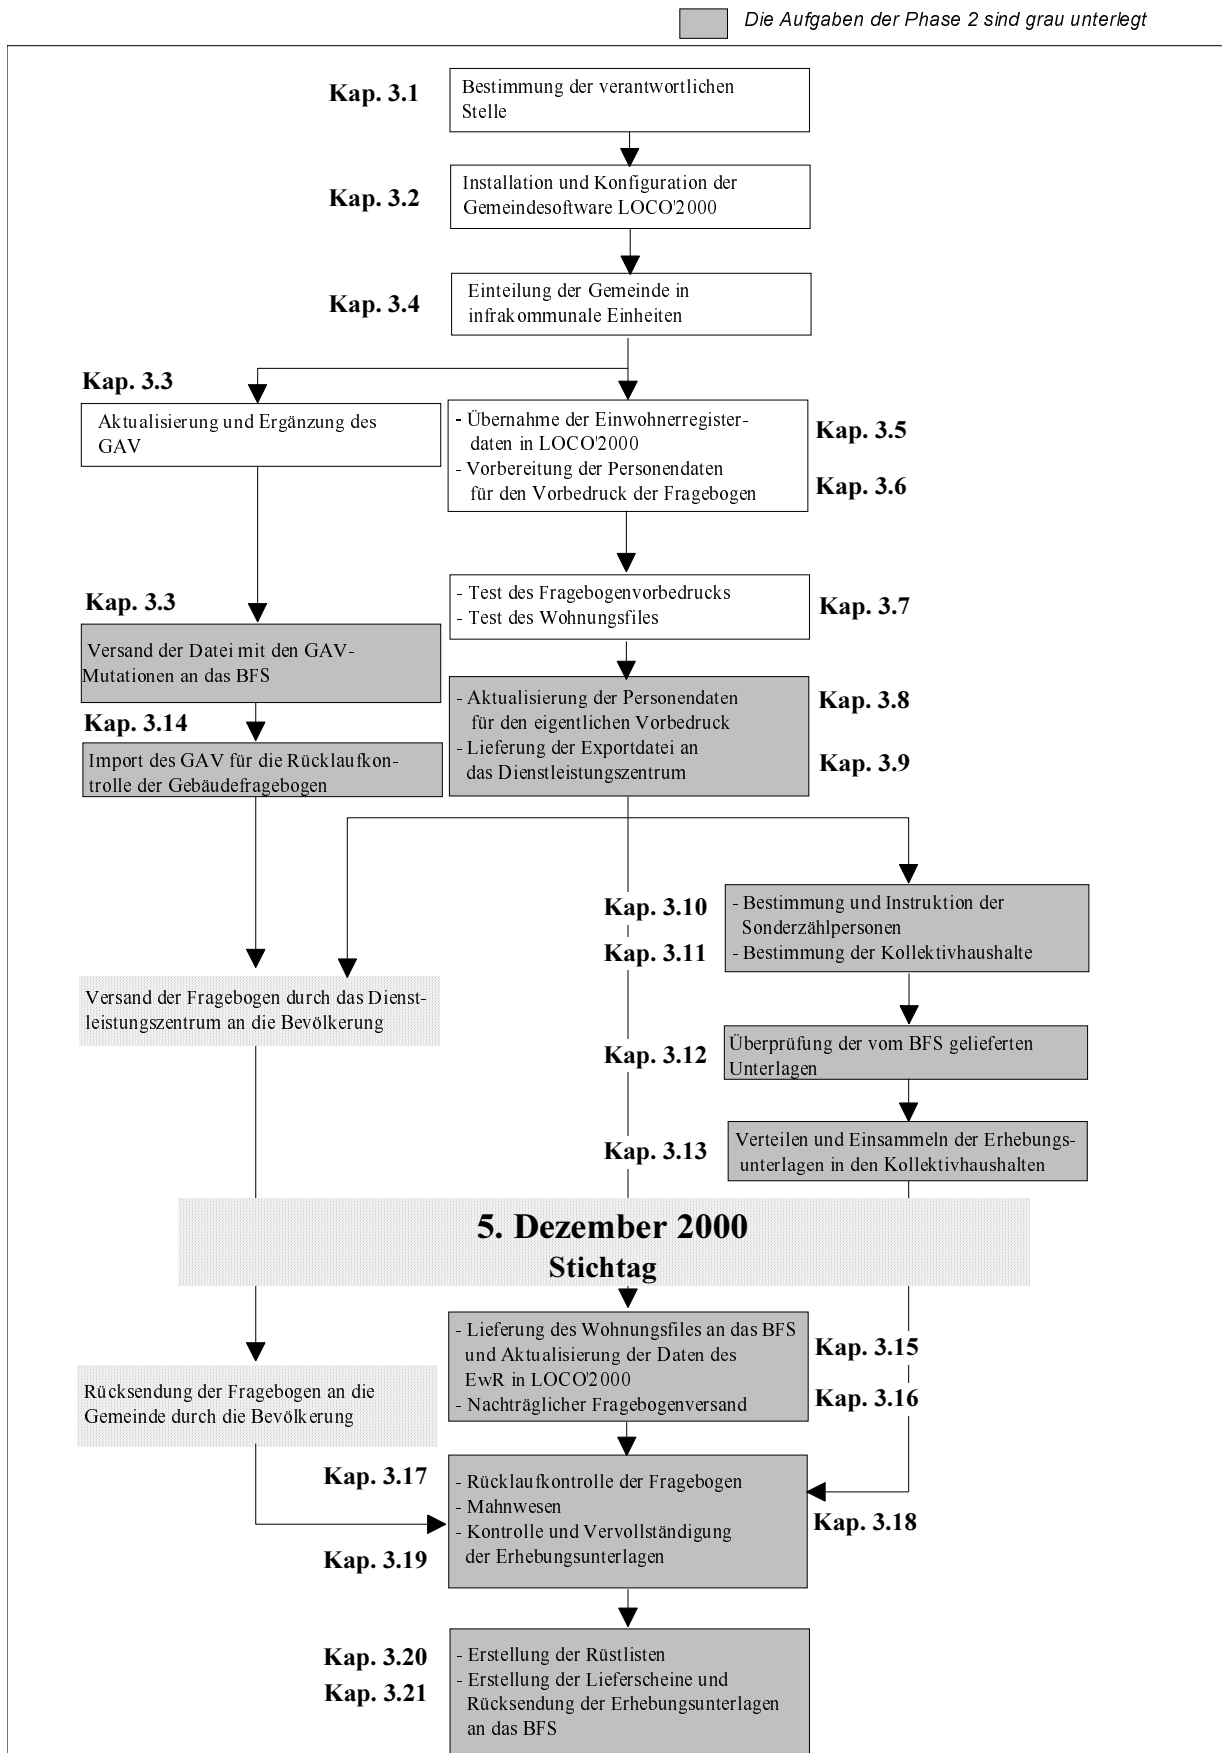 Die Aufgaben der Phase 2 sind grau unterlegt
Kap. 3.1
Bestimmung der verantwortlichen
Stelle
Kap. 3.2
Installation und Konfiguration der
Gemeindesoftware LOCO'2000
Kap. 3.4
Einteilung der Gemeinde in
infrakommunale Einheiten
Kap. 3.3
Aktualisierung und Ergänzung des
GAV
- Übernahme der Einwohnerregister-
daten in LOCO'2000
- Vorbereitung der Personendaten
für den Vorbedruck der Fragebogen
Kap. 3.5
Kap. 3.6
- Test des Fragebogenvorbedrucks
- Test des Wohnungsfiles
Kap. 3.7
Kap. 3.3
Versand der Datei mit den GAV-
Mutationen an das BFS
Kap. 3.14
Import des GAV für die Rücklaufkon-
trolle der Gebäudefragebogen
- Aktualisierung der Personendaten
für den eigentlichen Vorbedruck
- Lieferung der Exportdatei an
das Dienstleistungszentrum
Kap. 3.8
Kap. 3.9
Kap. 3.10
Kap. 3.11
- Bestimmung und Instruktion der
Sonderzählpersonen
- Bestimmung der Kollektivhaushalte
Versand der Fragebogen durch das Dienst-
leistungszentrum an die Bevölkerung
Kap. 3.12
Überprüfung der vom BFS gelieferten
Unterlagen
Kap. 3.13
Verteilen und Einsammeln der Erhebungs-
unterlagen in den Kollektivhaushalten
5. Dezember 2000
Stichtag
- Lieferung des Wohnungsfiles an das BFS
und Aktualisierung der Daten des
EwR in LOCO'2000
- Nachträglicher Fragebogenversand
Kap. 3.15
Kap. 3.16
Rücksendung der Fragebogen an die
Gemeinde durch die Bevölkerung
Kap. 3.17
Kap. 3.19
- Rücklaufkontrolle der Fragebogen
- Mahnwesen
- Kontrolle und Vervollständigung
der Erhebungsunterlagen
Kap. 3.18
Kap. 3.20
Kap. 3.21
- Erstellung der Rüstlisten
- Erstellung der Lieferscheine und
Rücksendung der Erhebungsunterlagen
an das BFS